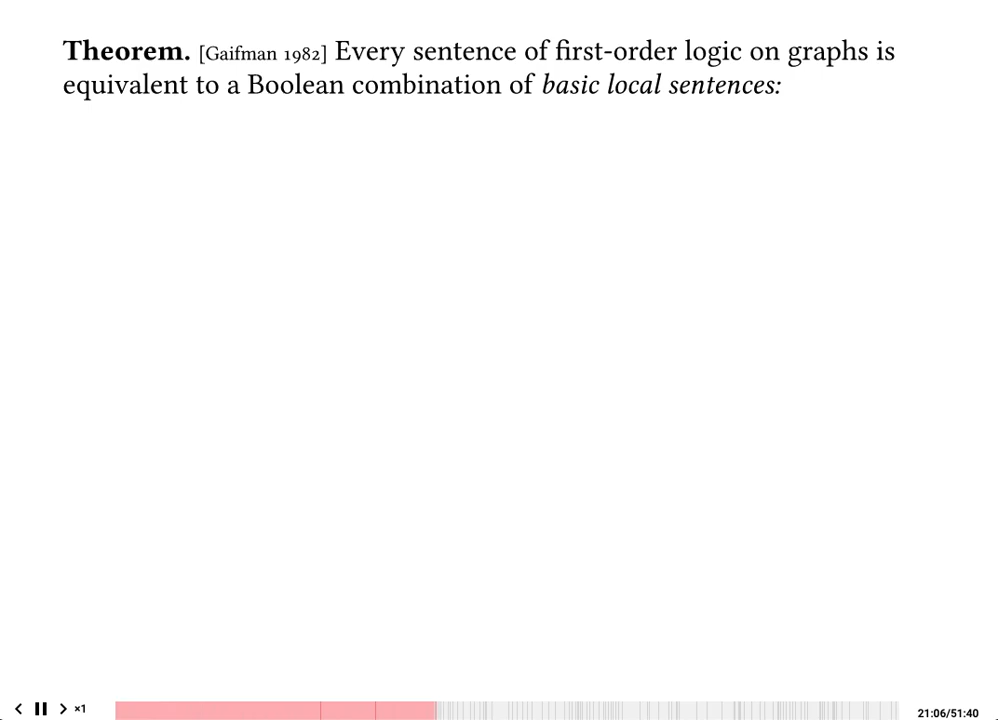 Theorem. [Gaifman 1982] Every sentence of first-order logic on graphs is
equivalent to a Boolean combination of basic local sentences:
×1
21:06/51:40